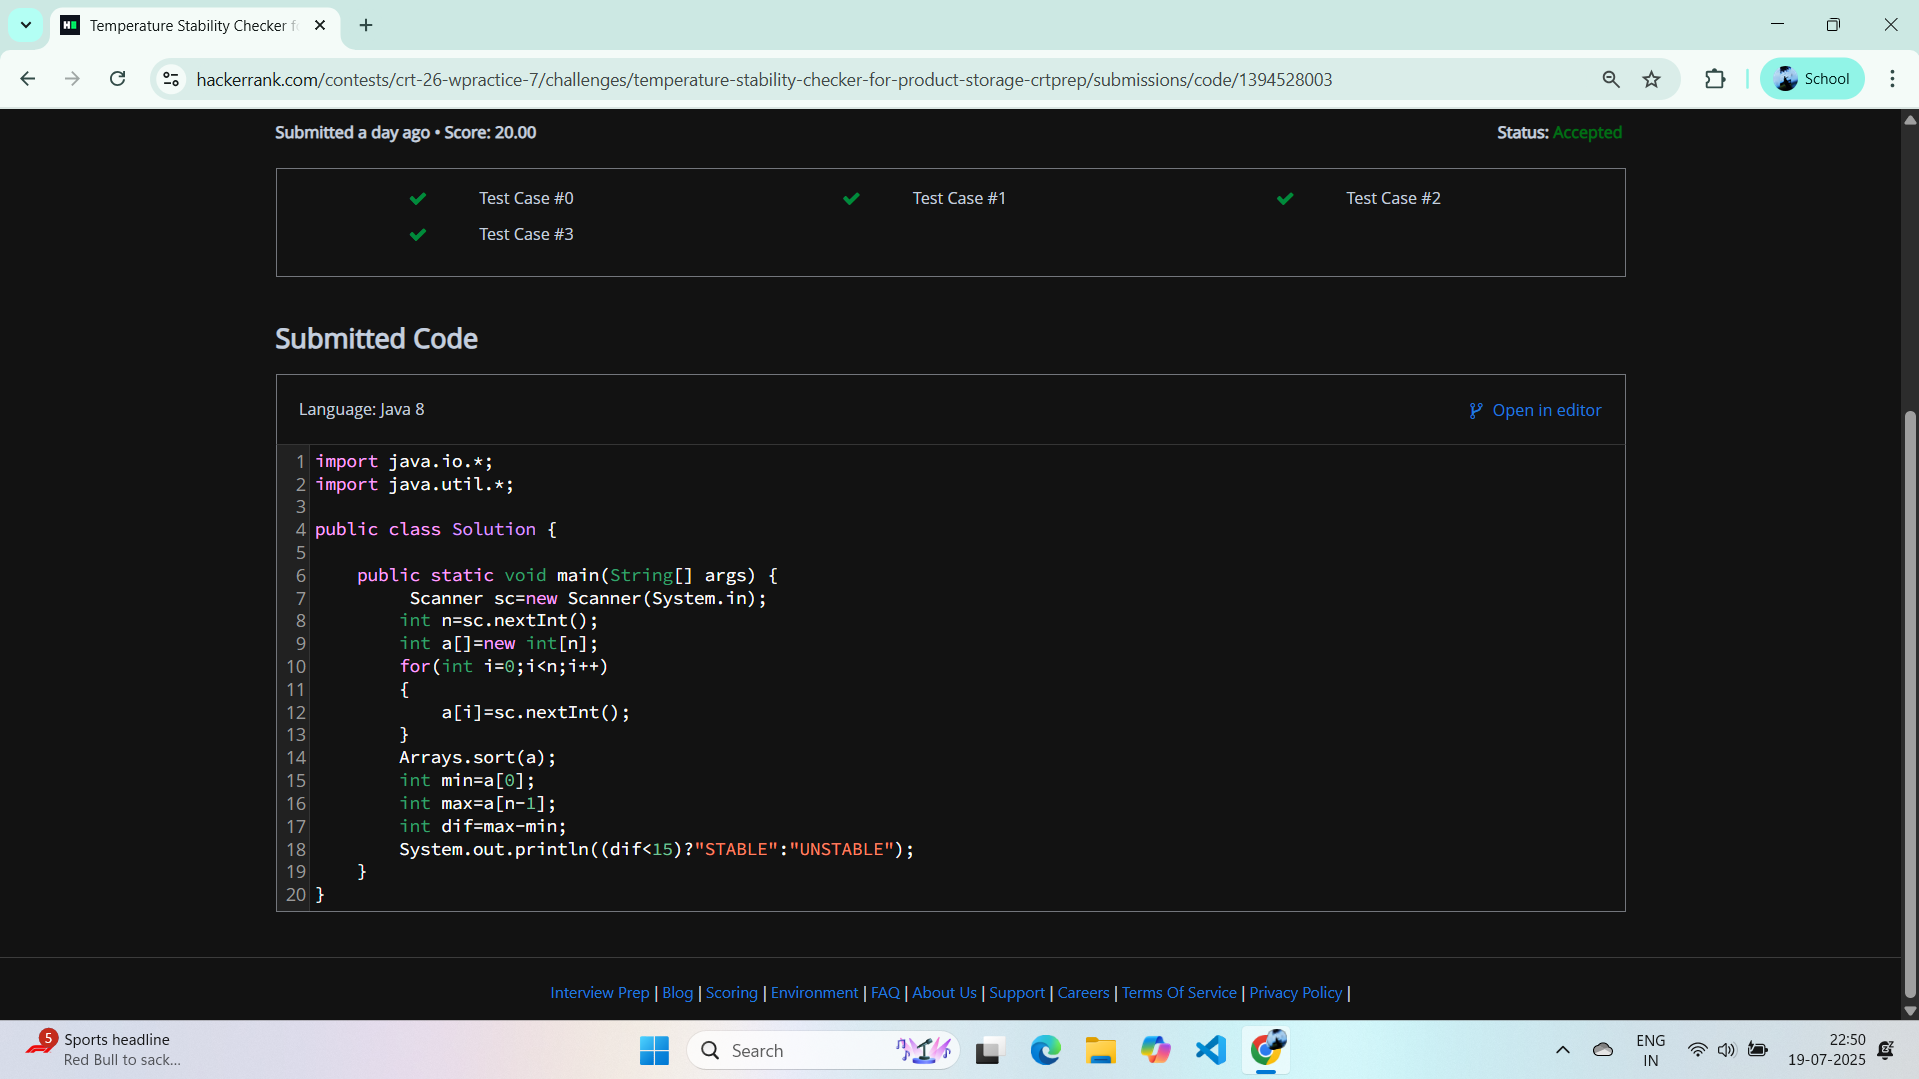 Temperature Stability Checker f
hackerrank.com/contests/crt-26-wpractice-7/challenges/temperature-stability-checker-for-product-storage-crtprep/submissions/code/1394528003
School
Submitted a day ago • Score: 20.00
Status: Accepted
Test Case #0
Test Case #1
Test Case #2
Test Case #3
Submitted Code
Language: Java 8
Open in editor
1 import java.io.*;
2 import java.util.*;
3
4 public class Solution {
5
6     public static void main(String[] args) {
7          Scanner sc=new Scanner(System.in);
8         int n=sc.nextInt();
9         int a[]=new int[n];
10         for(int i=0;i<n;i++)
11         {
12             a[i]=sc.nextInt();
13         }
14         Arrays.sort(a);
15         int min=a[0];
16         int max=a[n-1];
17         int dif=max-min;
18         System.out.println((dif<15)?"STABLE":"UNSTABLE");
19     }
20 }
Interview Prep | Blog | Scoring | Environment | FAQ | About Us | Support | Careers | Terms Of Service | Privacy Policy |
5
Sports headline
Red Bull to sack...
Search
ENG
IN
22:50
19-07-2025